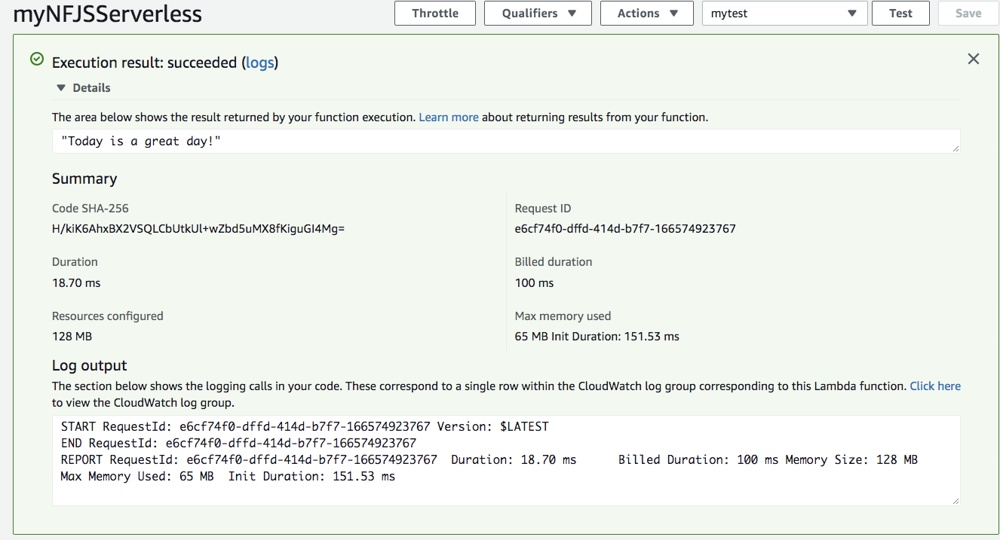 myNFJSServerless
Throttle
Qualifiers
Actions
mytest
Test
Save
Execution result: succeeded (logs)
Details
The area below shows the result returned by your function execution. Learn more about returning results from your function.
"Today is a great day!"
Summary
Code SHA-256
H/kiK6AhxBX2VSQLCbUtkUl+wZbd5uMX8fKiguGI4Mg=
Request ID
e6cf74f0-dffd-414d-b7f7-166574923767
Duration
18.70 ms
Billed duration
100 ms
Resources configured
128 MB
Max memory used
65 MB Init Duration: 151.53 ms
Log output
The section below shows the logging calls in your code. These correspond to a single row within the CloudWatch log group corresponding to this Lambda function. Click here
to view the CloudWatch log group.
START RequestId: e6cf74f0-dffd-414d-b7f7-166574923767 Version: $LATEST
END RequestId: e6cf74f0-dffd-414d-b7f7-166574923767
REPORT RequestId: e6cf74f0-dffd-414d-b7f7-166574923767  Duration: 18.70 ms      Billed Duration: 100 ms Memory Size: 128 MB
Max Memory Used: 65 MB  Init Duration: 151.53 ms